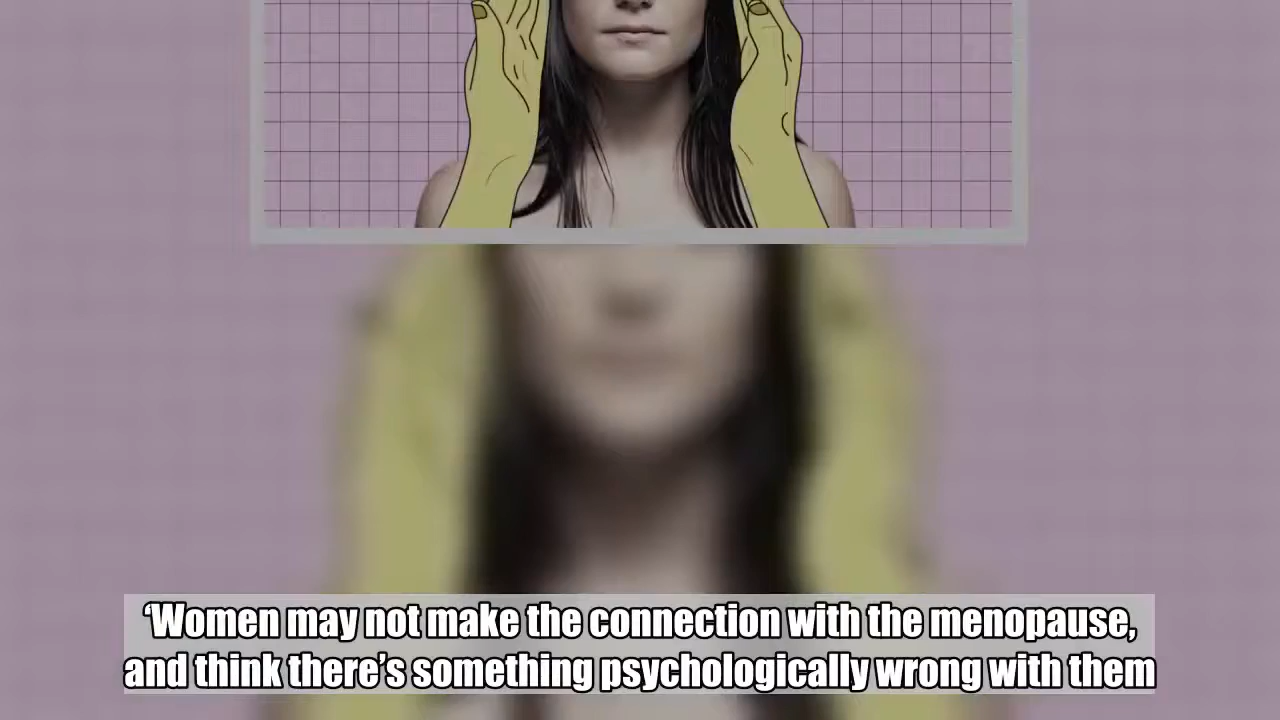 ‘Women may not make the connection with the menopause,
and think there’s something psychologically wrong with them